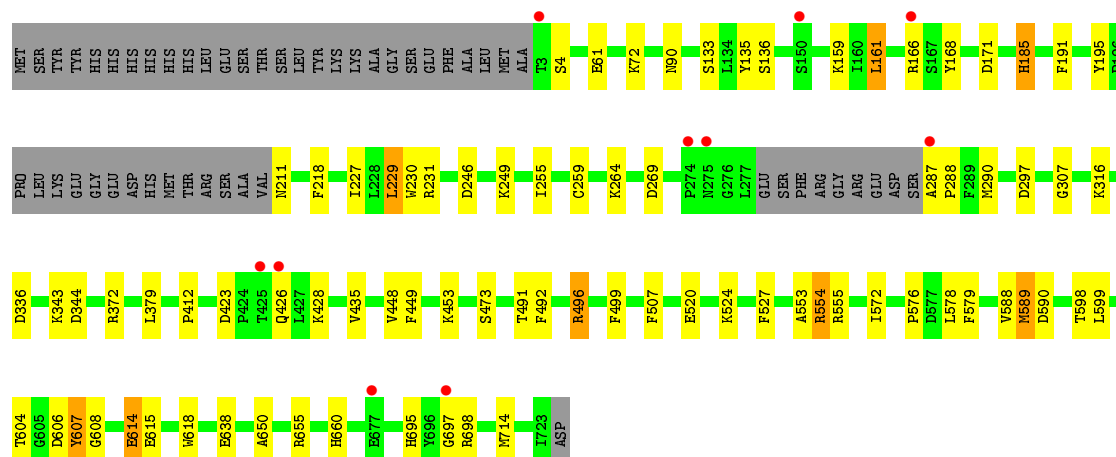 MET SER TYR TYR HIS HIS HIS HIS HIS HIS LEU GLU SER THR SER LEU TYR LYS LYS ALA GLY SER GLU PHE ALA LEU MET ALA T3 S4 E61 K72 N90 S133 L134 Y135 S136 S150 K159 I160 L161 R166 S167 Y168 D171 H185 F191 Y195
PRO LEU LYS GLU GLY GLU ASP HIS MET THR ARG SER ALA VAL N211 F218 I227 L228 L229 W230 R231 D246 K249 I255 C259 K264 D269 P274 N275 G276 L277 GLU SER PHE ARG GLY ARG GLU ASP SER A287 P288 F289 M290 D297 G307 K316
D336 K343 D344 R372 L379 P412 D423 P424 T425 Q426 L427 K428 V435 V448 F449 K453 S473 T491 F492 R496 F499 F507 E520 K524 F527 A553 R554 R555 I572 P576 D577 L578 F579 V588 M589 D590 T598 L599
T604 G605 D606 Y607 G608 E614 E615 W618 E638 A650 R655 H660 E677 H695 Y696 G697 R698 M714 I723 ASP